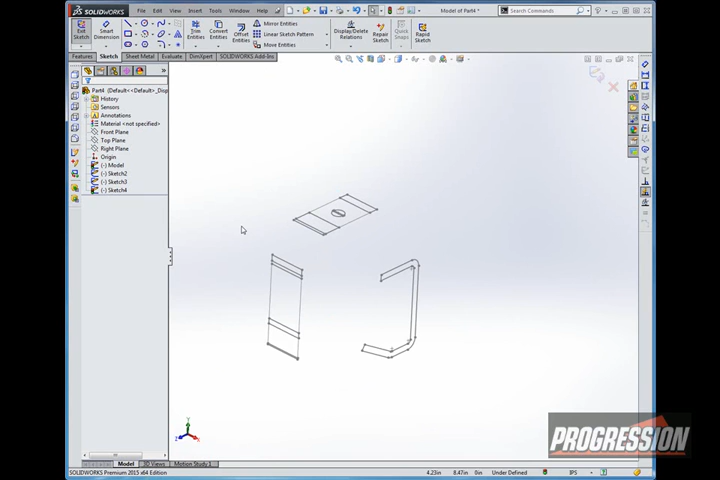 SOLIDWORKS File Edit View Insert Tools Window Help Model of Part4 * Search Commands
Exit Sketch
Smart Dimension
Trim Entities
Convert Entities
Offset Entities
Mirror Entities
Linear Sketch Pattern
Move Entities
Display/Delete Relations
Repair Sketch
Quick Snaps
Rapid Sketch
Features Sketch Sheet Metal Evaluate DimXpert SOLIDWORKS Add-Ins
Part4 (Default<<Default>_Disp
History
Sensors
Annotations
Material <not specified>
Front Plane
Top Plane
Right Plane
Origin
(-) Model
(-) Sketch2
(-) Sketch3
(-) Sketch4
PROGRESSION
Model 3D Views Motion Study 1
SOLIDWORKS Premium 2015 x64 Edition 4.23in 8.47in 0in Under Defined IPS